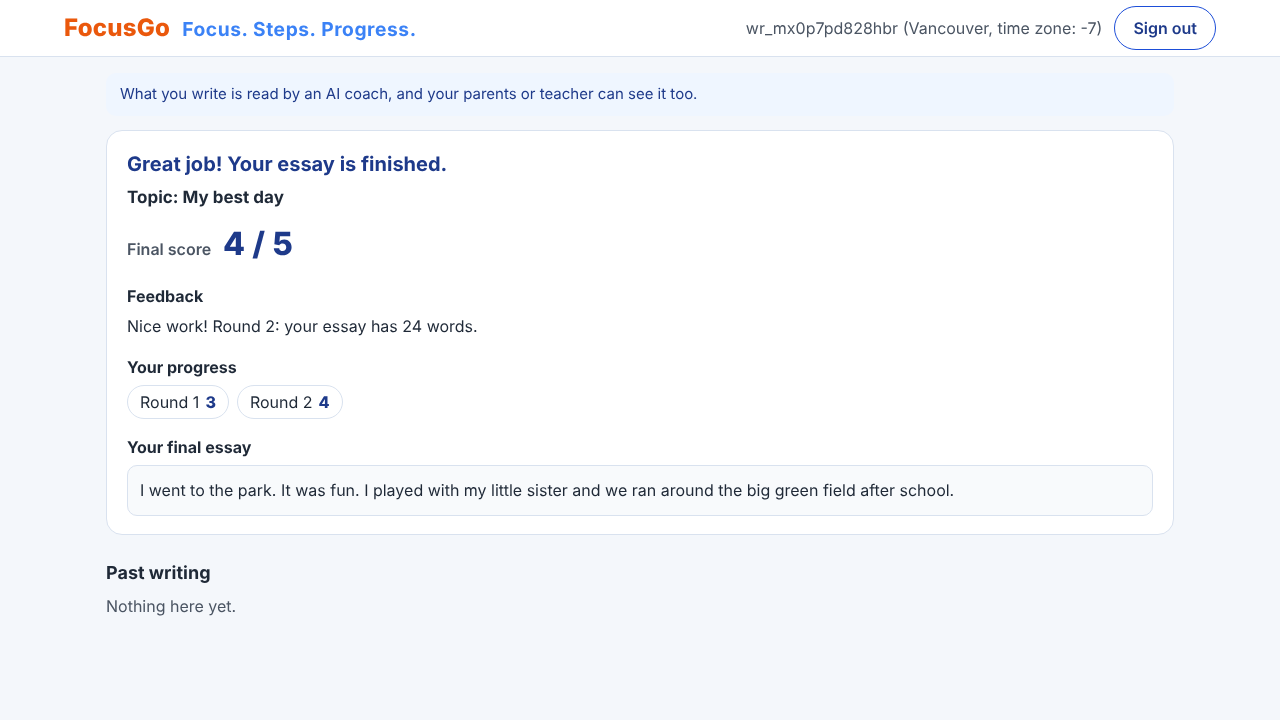 FocusGo Focus. Steps. Progress. wr_mx0p7pd828hbr (Vancouver, time zone: -7) Sign out
What you write is read by an AI coach, and your parents or teacher can see it too.
Great job! Your essay is finished.
Topic: My best day
Final score 4 / 5
Feedback
Nice work! Round 2: your essay has 24 words.
Your progress
Round 1 3 Round 2 4
Your final essay
I went to the park. It was fun. I played with my little sister and we ran around the big green field after school.
Past writing
Nothing here yet.